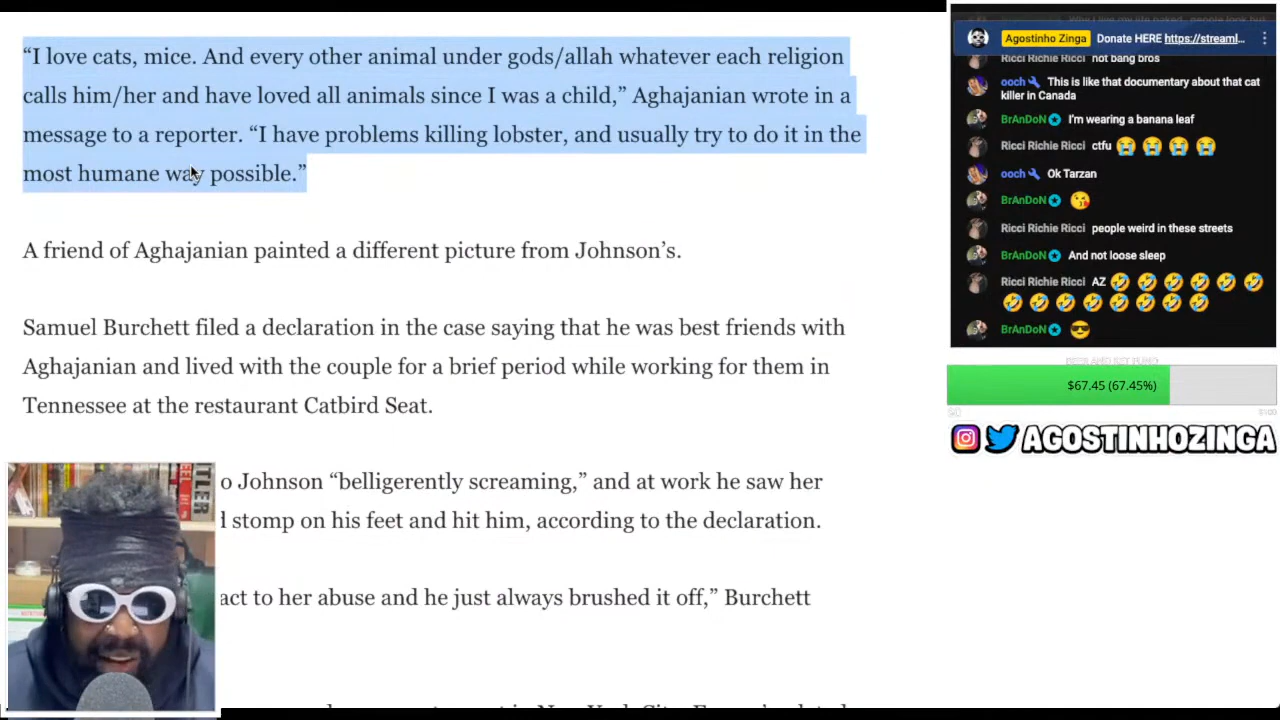 “I love cats, mice. And every other animal under gods/allah whatever each religion
calls him/her and have loved all animals since I was a child,” Aghajanian wrote in a
message to a reporter. “I have problems killing lobster, and usually try to do it in the
most humane way possible.”
A friend of Aghajanian painted a different picture from Johnson’s.
Samuel Burchett filed a declaration in the case saying that he was best friends with
Aghajanian and lived with the couple for a brief period while working for them in
Tennessee at the restaurant Catbird Seat.
o Johnson “belligerently screaming,” and at work he saw her
d stomp on his feet and hit him, according to the declaration.
act to her abuse and he just always brushed it off,” Burchett
Agostinho Zinga Donate HERE https://streaml...
Ricci Richie Ricci not bang bros
ooch This is like that documentary about that cat
killer in Canada
BrAnDoN I'm wearing a banana leaf
Ricci Richie Ricci ctfu 😭 😭 😭 😭
ooch Ok Tarzan
BrAnDoN 😘
Ricci Richie Ricci people weird in these streets
BrAnDoN And not loose sleep
Ricci Richie Ricci AZ 🤣 🤣 🤣 🤣 🤣 🤣
🤣 🤣 🤣 🤣 🤣 🤣 🤣 🤣
BrAnDoN 😎
$67.45 (67.45%)
$0 $100
AGOSTINHOZINGA